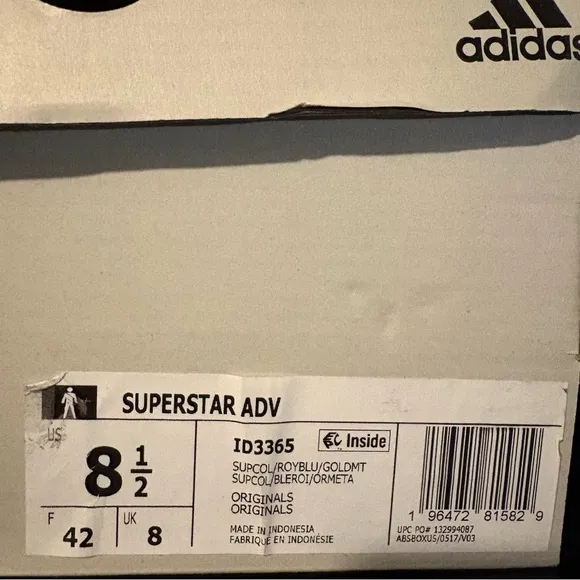 adidas
SUPERSTAR ADV
US
8 1/2
F
42
UK
8
ID3365
Inside
SUPCOL/ROYBLU/GOLDMT
SUPCOL/BLEROI/ORMETA
ORIGINALS
ORIGINALS
MADE IN INDONESIA
FABRIQUÉ EN INDONÉSIE
1 96472 81582 9
UPC PO# 132994087
ABSBOXUS/0517/V03